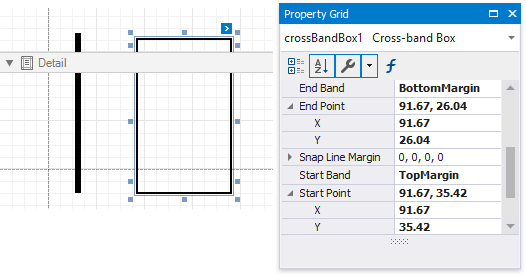 Detail
Property Grid
crossBandBox1 Cross-band Box
A
Z
End Band BottomMargin
End Point 91.67, 26.04
X 91.67
Y 26.04
Snap Line Margin 0, 0, 0, 0
Start Band TopMargin
Start Point 91.67, 35.42
X 91.67
Y 35.42